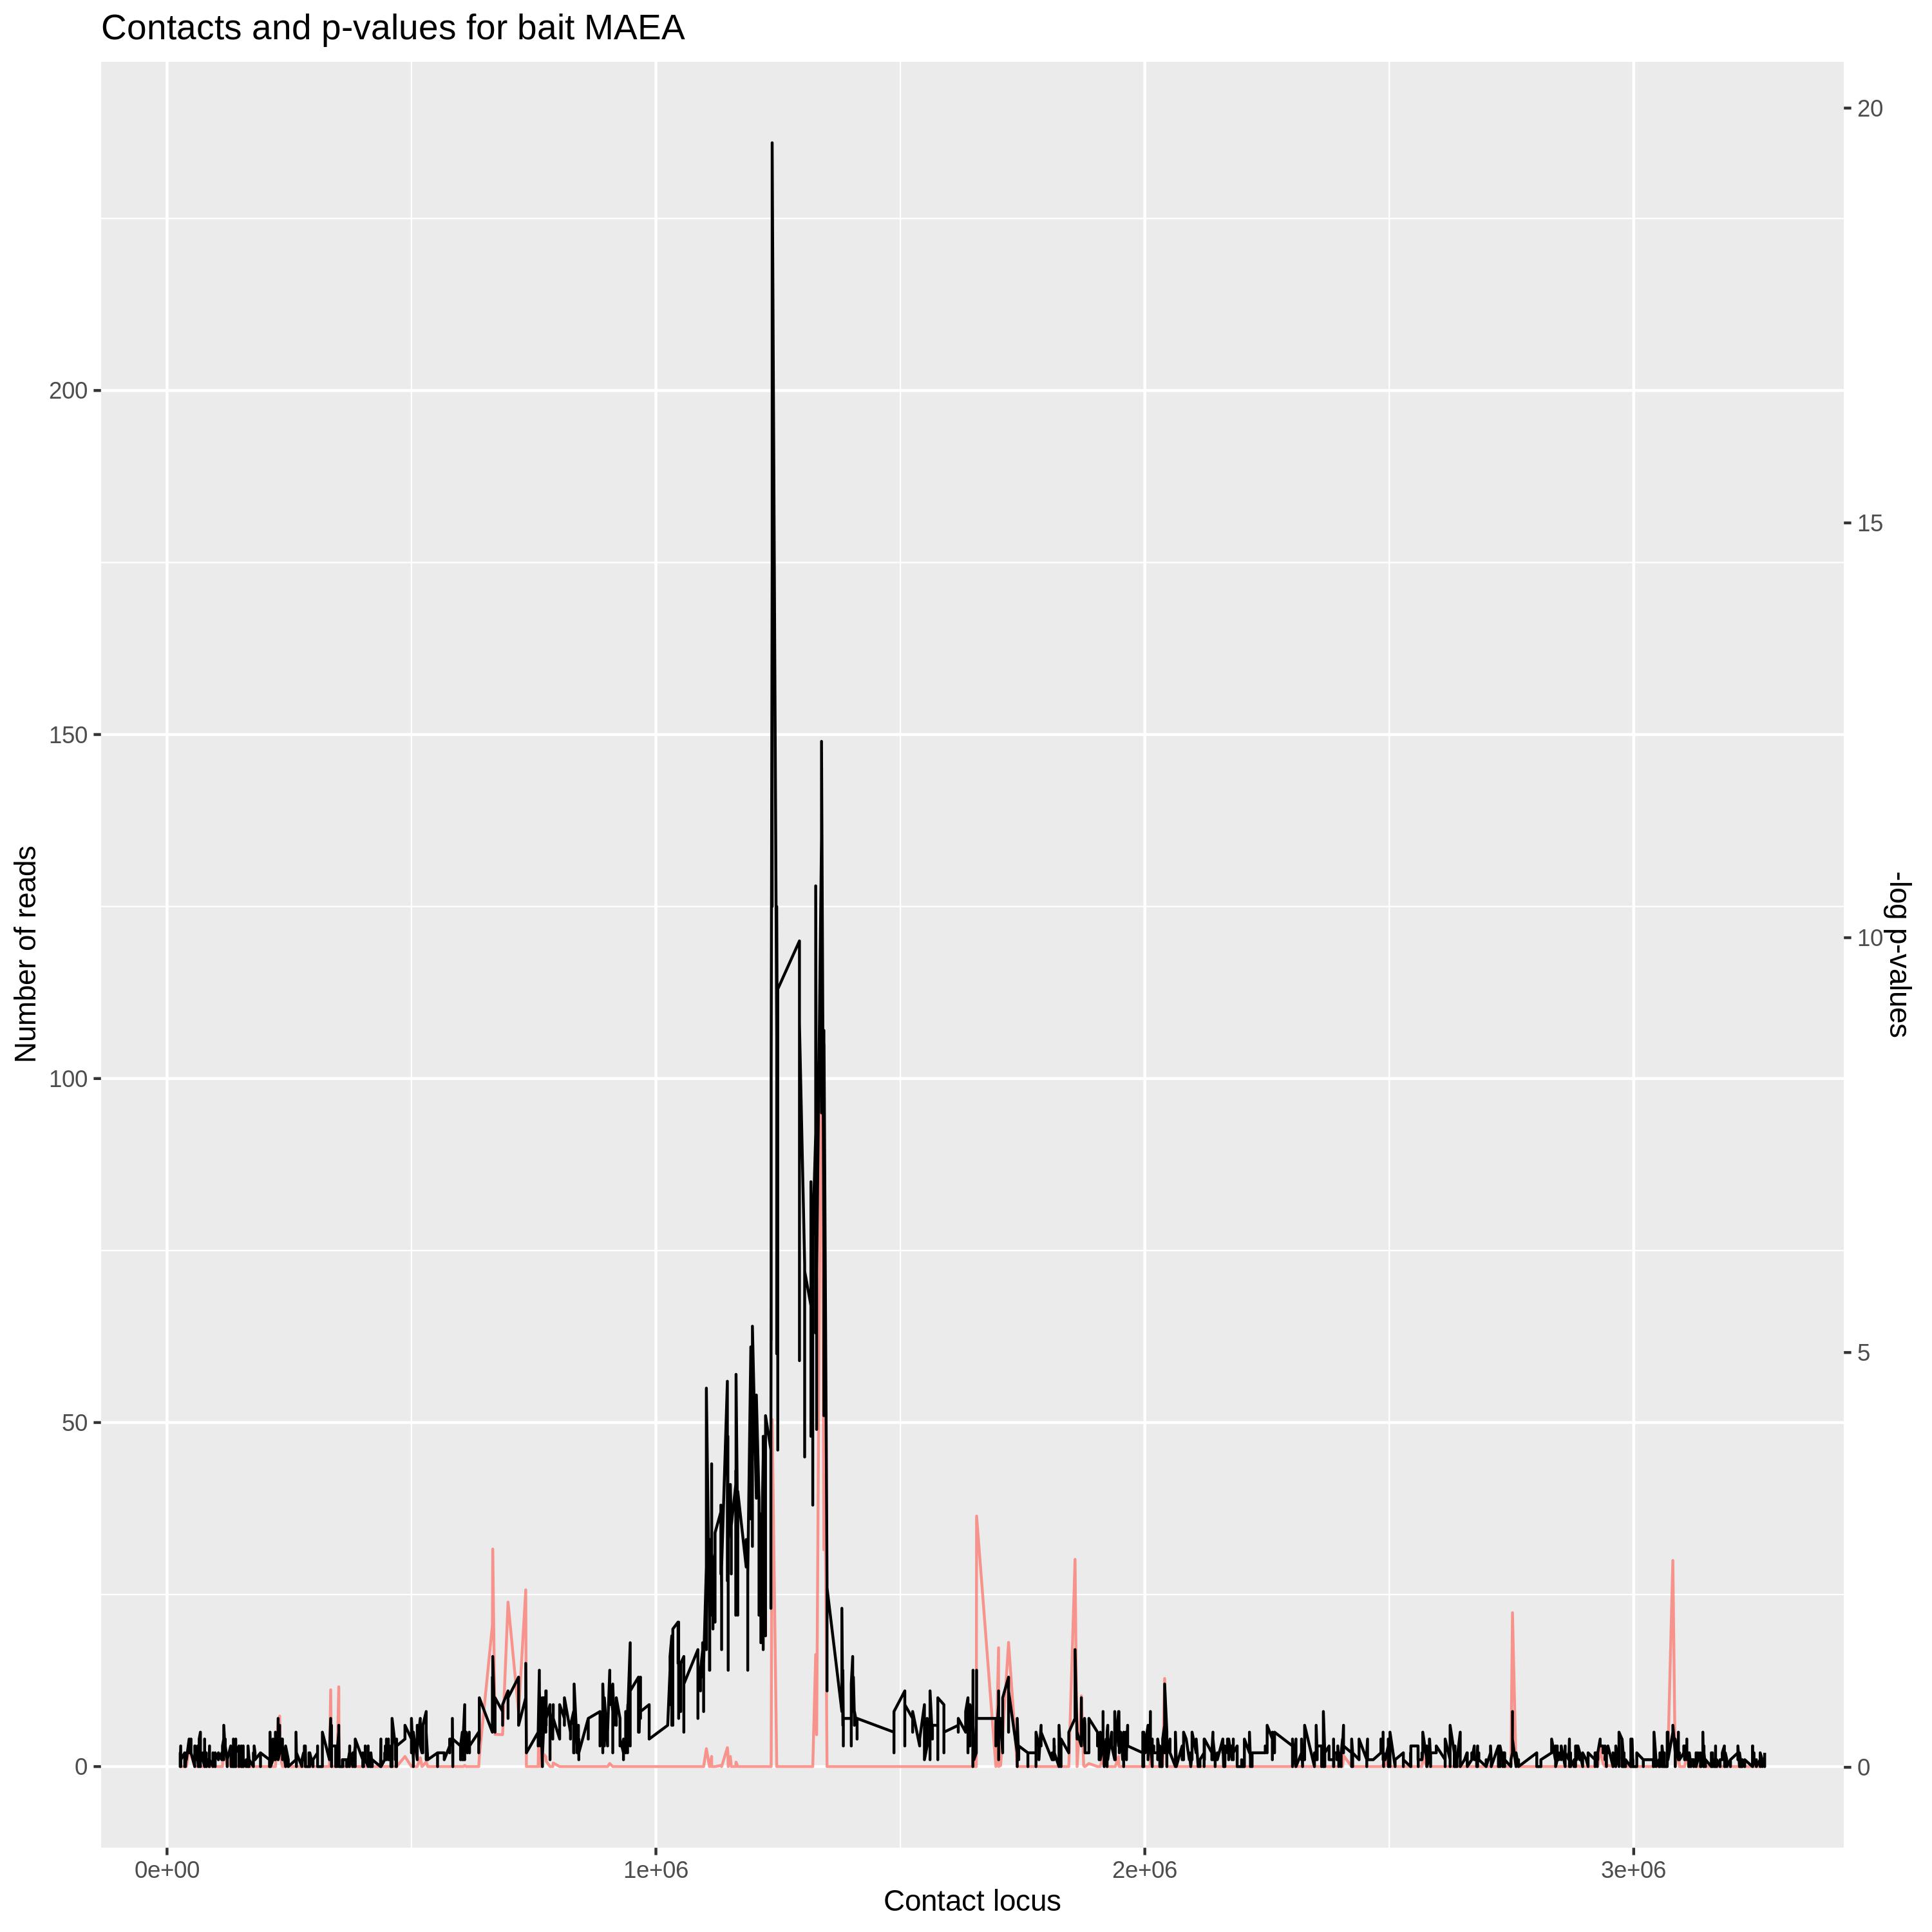 Contacts and p-values for bait MAEA
Number of reads
200
150
100
50
0
20
15
10
5
0
-log p-values
0e+00 1e+06 2e+06 3e+06
Contact locus